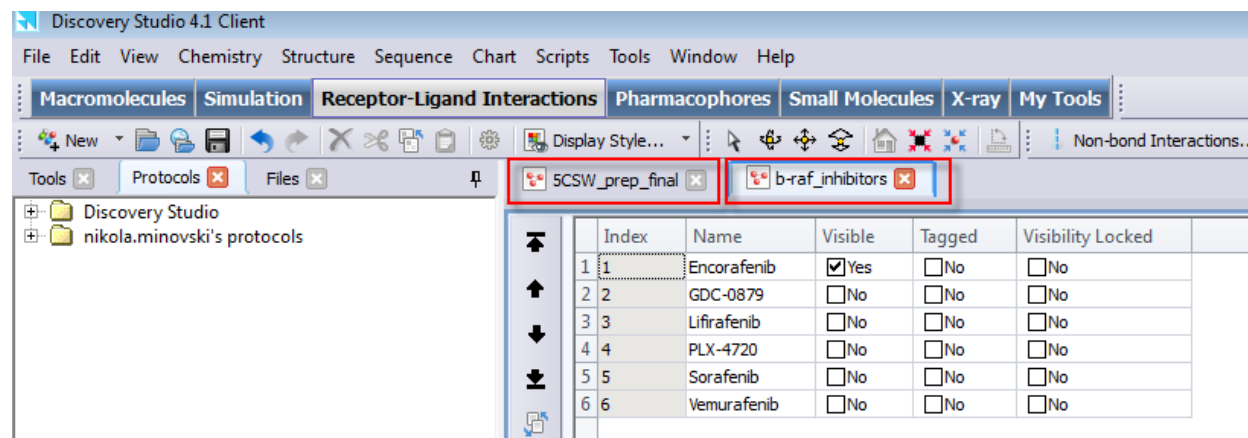 Discovery Studio 4.1 Client
File Edit View Chemistry Structure Sequence Chart Scripts Tools Window Help
Macromolecules Simulation Receptor-Ligand Interactions Pharmacophores Small Molecules X-ray My Tools
New Display Style... Non-bond Interactions..
Tools Protocols Files 5CSW_prep_final b-raf_inhibitors
Discovery Studio
nikola.minovski's protocols
Index Name Visible Tagged Visibility Locked
1 1 Encorafenib Yes No No
2 2 GDC-0879 No No No
3 3 Lifirafenib No No No
4 4 PLX-4720 No No No
5 5 Sorafenib No No No
6 6 Vemurafenib No No No